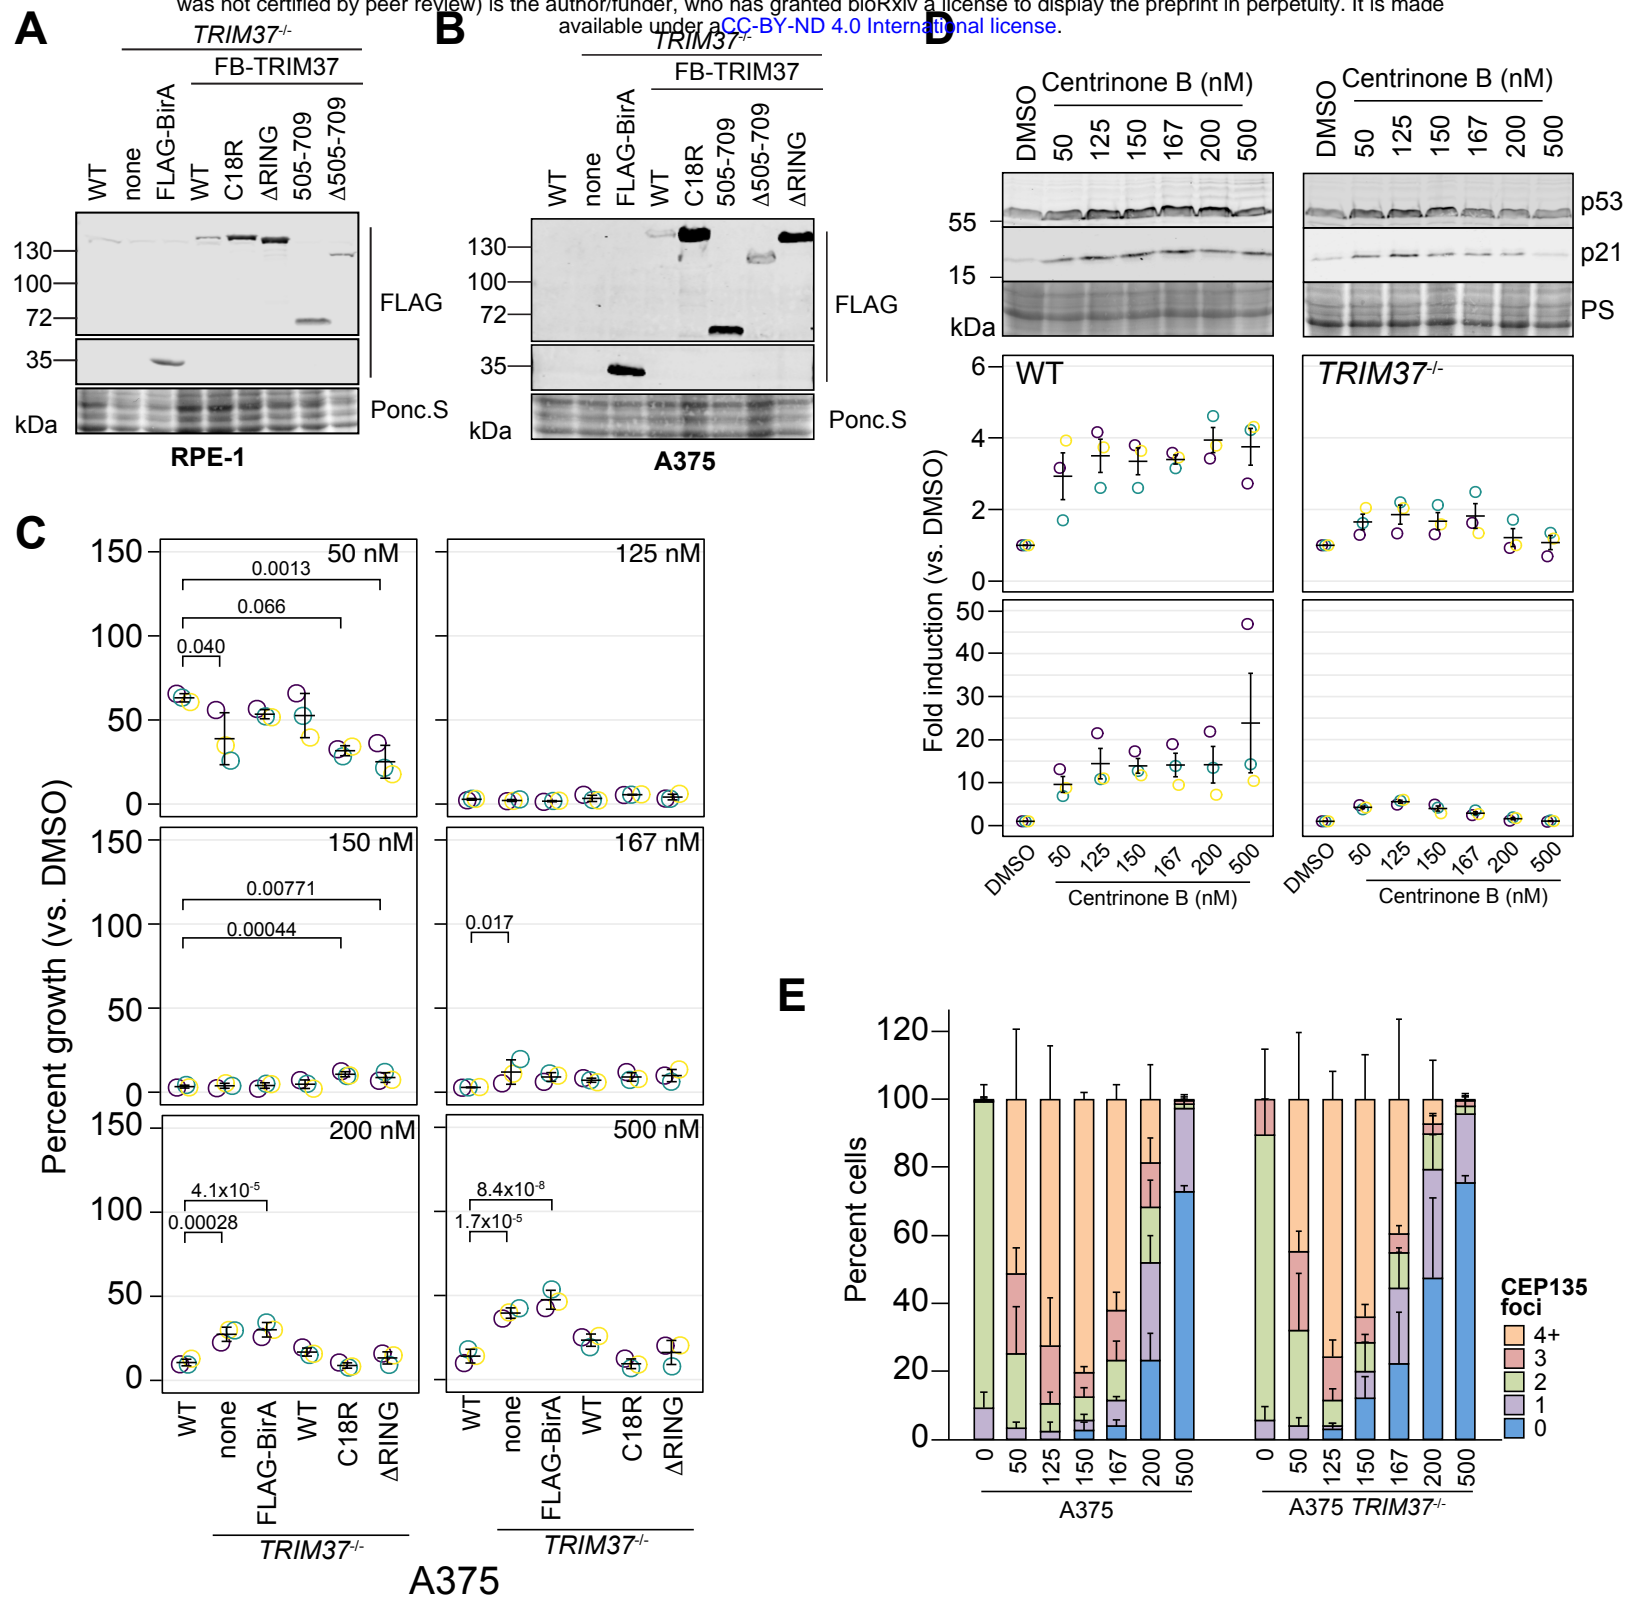 was not certified by peer review) is the author/funder, who has granted bioRxiv a license to display the preprint in perpetuity. It is made
available under aCC-BY-ND 4.0 International license.
A
TRIM37-/-
FB-TRIM37
WT
none
FLAG-BirA
WT
C18R
ΔRING
505-709
Δ505-709
130
100
72
35
kDa
FLAG
Ponc.S
RPE-1
B
TRIM37-/-
FB-TRIM37
WT
none
FLAG-BirA
WT
C18R
505-709
Δ505-709
ΔRING
130
100
72
35
kDa
FLAG
Ponc.S
A375
C
Percent growth (vs. DMSO)
150
100
50
0
50 nM
0.0013
0.066
0.040
125 nM
150
100
50
0
150 nM
0.00771
0.00044
167 nM
0.017
150
100
50
0
200 nM
4.1x10-5
0.00028
500 nM
8.4x10-8
1.7x10-5
WT
none
FLAG-BirA
WT
C18R
ΔRING
TRIM37-/-
WT
none
FLAG-BirA
WT
C18R
ΔRING
TRIM37-/-
A375
D
Centrinone B (nM)
DMSO
50
125
150
167
200
500
Centrinone B (nM)
DMSO
50
125
150
167
200
500
55
15
kDa
p53
p21
PS
Fold induction (vs. DMSO)
6
4
2
0
WT
TRIM37-/-
50
40
30
20
10
0
DMSO
50
125
150
167
200
500
Centrinone B (nM)
DMSO
50
125
150
167
200
500
Centrinone B (nM)
E
Percent cells
120
100
80
60
40
20
0
0
50
125
150
167
200
500
A375
0
50
125
150
167
200
500
A375 TRIM37-/-
CEP135
foci
4+
3
2
1
0